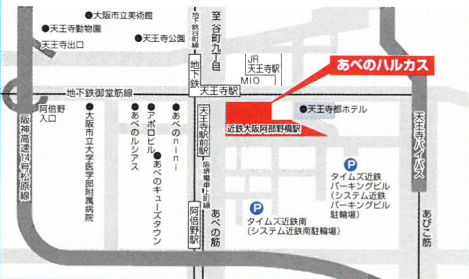 大阪市立美術館
天王寺動物園
天王寺公園
天王寺出口
地下鉄谷町線
至 谷町九丁目
地下鉄
JR
天王寺駅
MIO
あべのハルカス
地下鉄御堂筋線
天王寺駅
阿倍野
入口
阪神高速14号松原線
大阪市立大学医学部附属病院
あべのルシアス
アポロビル
あべのキューズタウン
あべのnini
天王寺駅前駅
阪堺電車上町線
阿倍野駅
あべの筋
近鉄大阪阿部野橋駅
天王寺都ホテル
天王寺バイパス
あびこ筋
P
タイムズ近鉄
パーキングビル
(システム近鉄
パーキングビル
駐輪場)
P
タイムズ近鉄南
(システム近鉄南駐輪場)